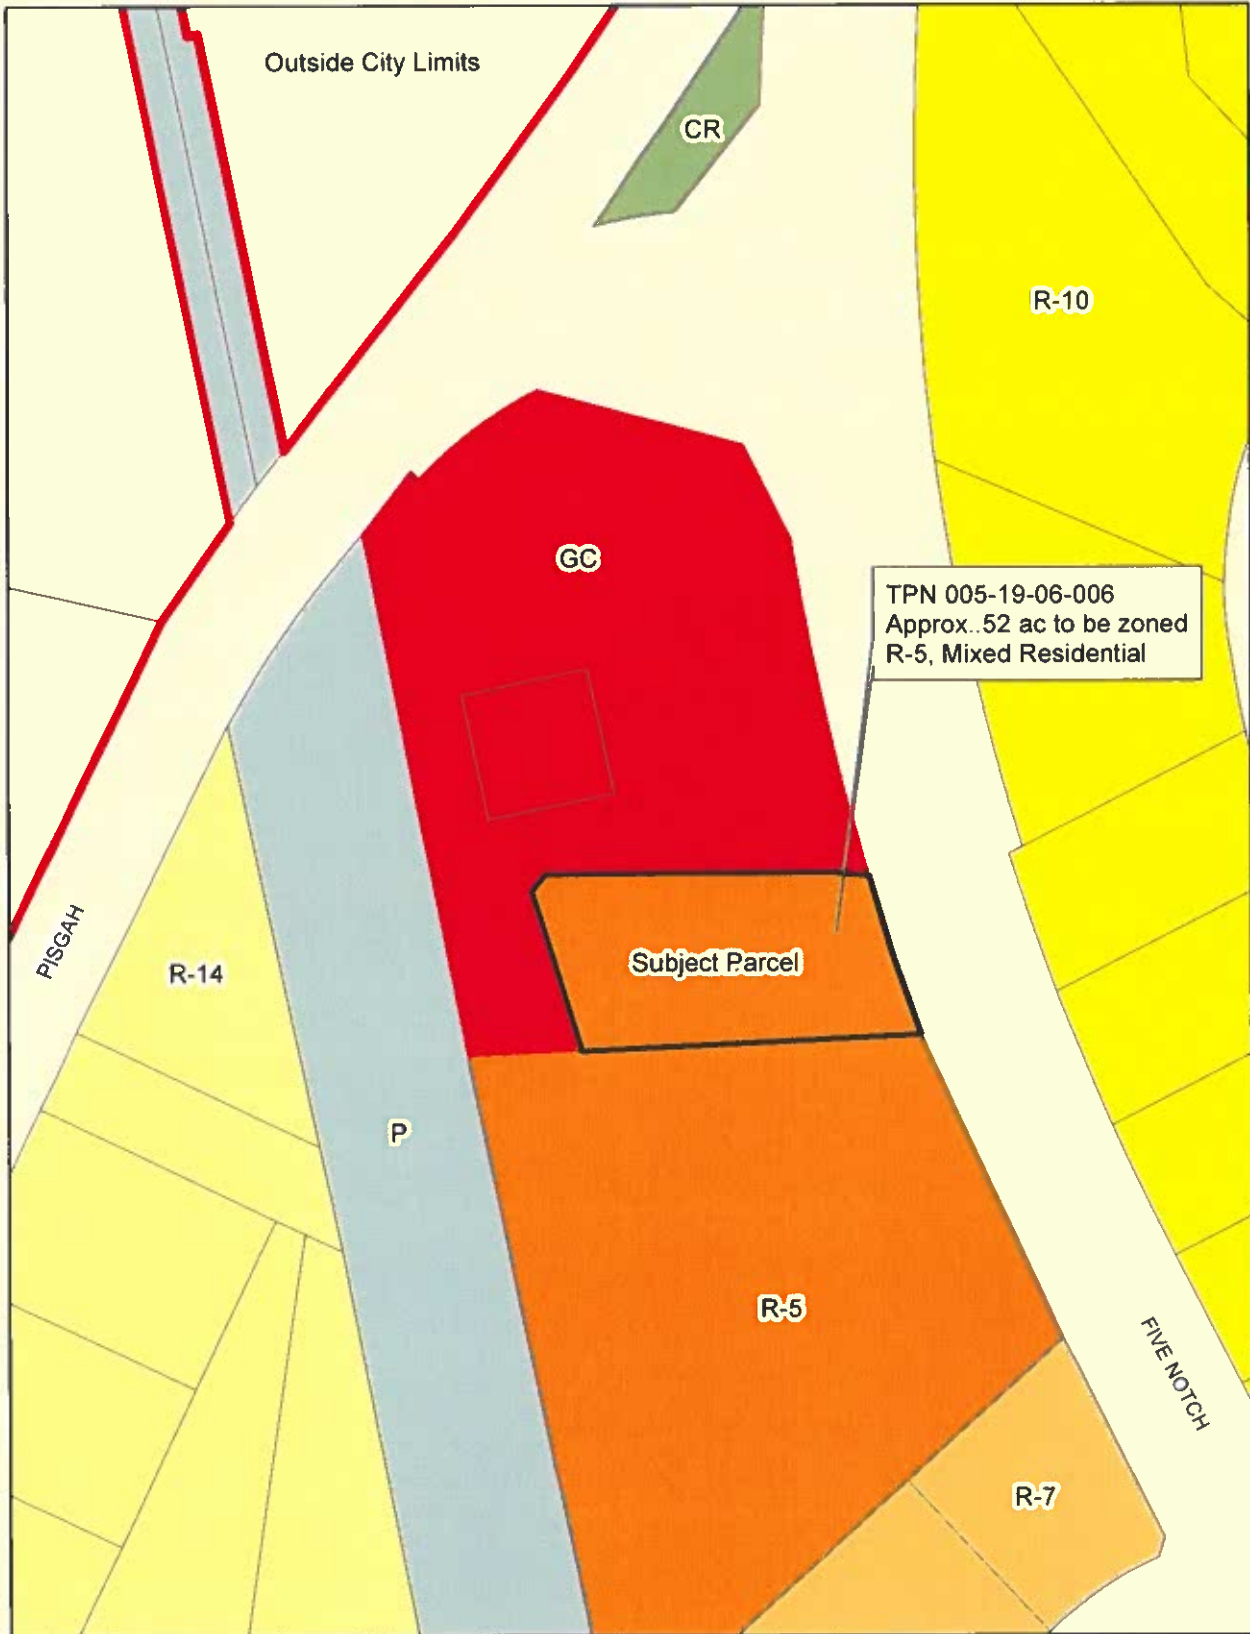 Outside City Limits
CR
R-10
GC
TPN 005-19-06-006
Approx..52 ac to be zoned
R-5, Mixed Residential
PISGAH
R-14
Subject Parcel
P
R-5
FIVE NOTCH
R-7